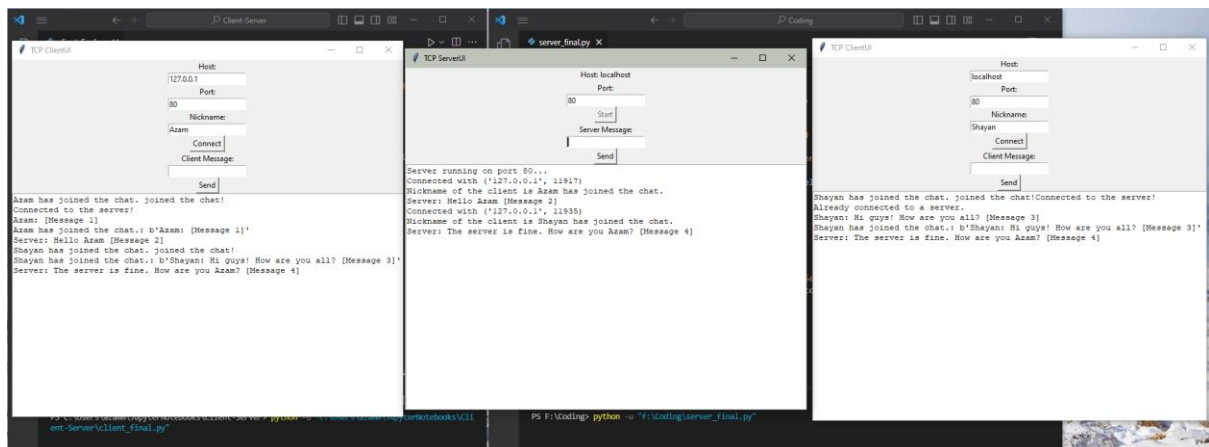 Client-Server
Coding
server_final.py
TCP ClientUI
Host:
127.0.0.1
Port:
80
Nickname:
Azam
Connect
Client Message:
Send
Azam has joined the chat. joined the chat!
Connected to the server!
Azam: [Message 1]
Azam has joined the chat.: b'Azam: [Message 1]'
Server: Hello Azam [Message 2]
Shayan has joined the chat. joined the chat!
Shayan has joined the chat.: b'Shayan: Hi guys! How are you all? [Message 3]'
Server: The server is fine. How are you Azam? [Message 4]
ent-Server\client_final.py"
TCP ServerUI
Host: localhost
Port:
80
Start
Server Message:
Send
Server running on port 80...
Connected with ('127.0.0.1', 11917)
Nickname of the client is Azam has joined the chat.
Server: Hello Azam [Message 2]
Connected with ('127.0.0.1', 11935)
Nickname of the client is Shayan has joined the chat.
Server: The server is fine. How are you Azam? [Message 4]
PS F:\Coding> python -u "f:\Coding\server_final.py"
TCP ClientUI
Host:
localhost
Port:
80
Nickname:
Shayan
Connect
Client Message:
Send
Shayan has joined the chat. joined the chat!Connected to the server!
Already connected to a server.
Shayan: Hi guys! How are you all? [Message 3]
Shayan has joined the chat.: b'Shayan: Hi guys! How are you all? [Message 3]'
Server: The server is fine. How are you Azam? [Message 4]